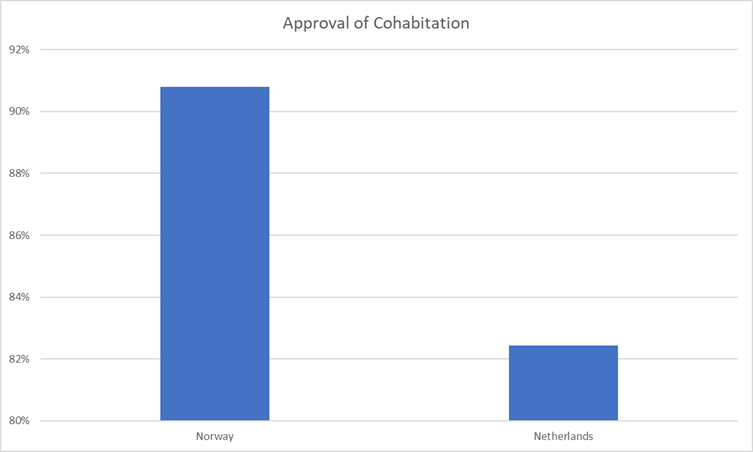 Approval of Cohabitation
92%
90%
88%
86%
84%
82%
80%
Norway
Netherlands